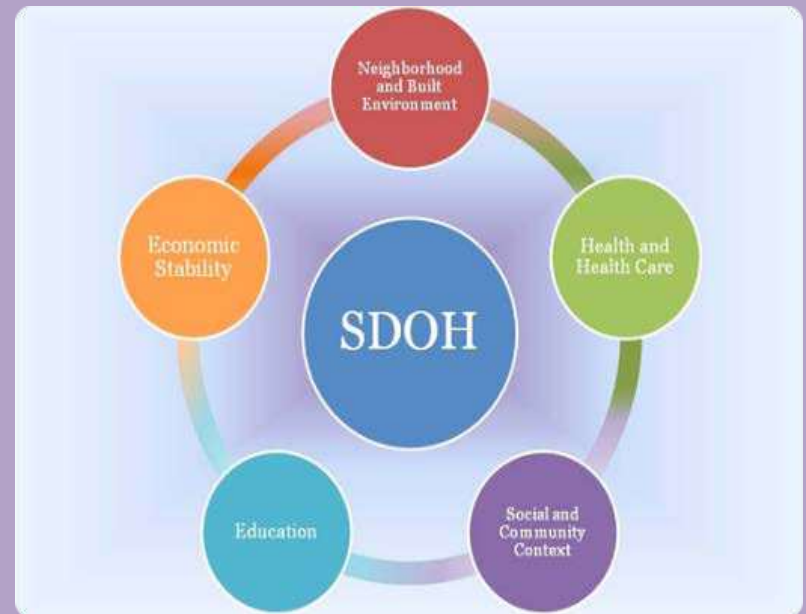 Neighborhood
and Built
Environment
Economic
Stability
Health and
Health Care
SDOH
Education
Social and
Community
Context